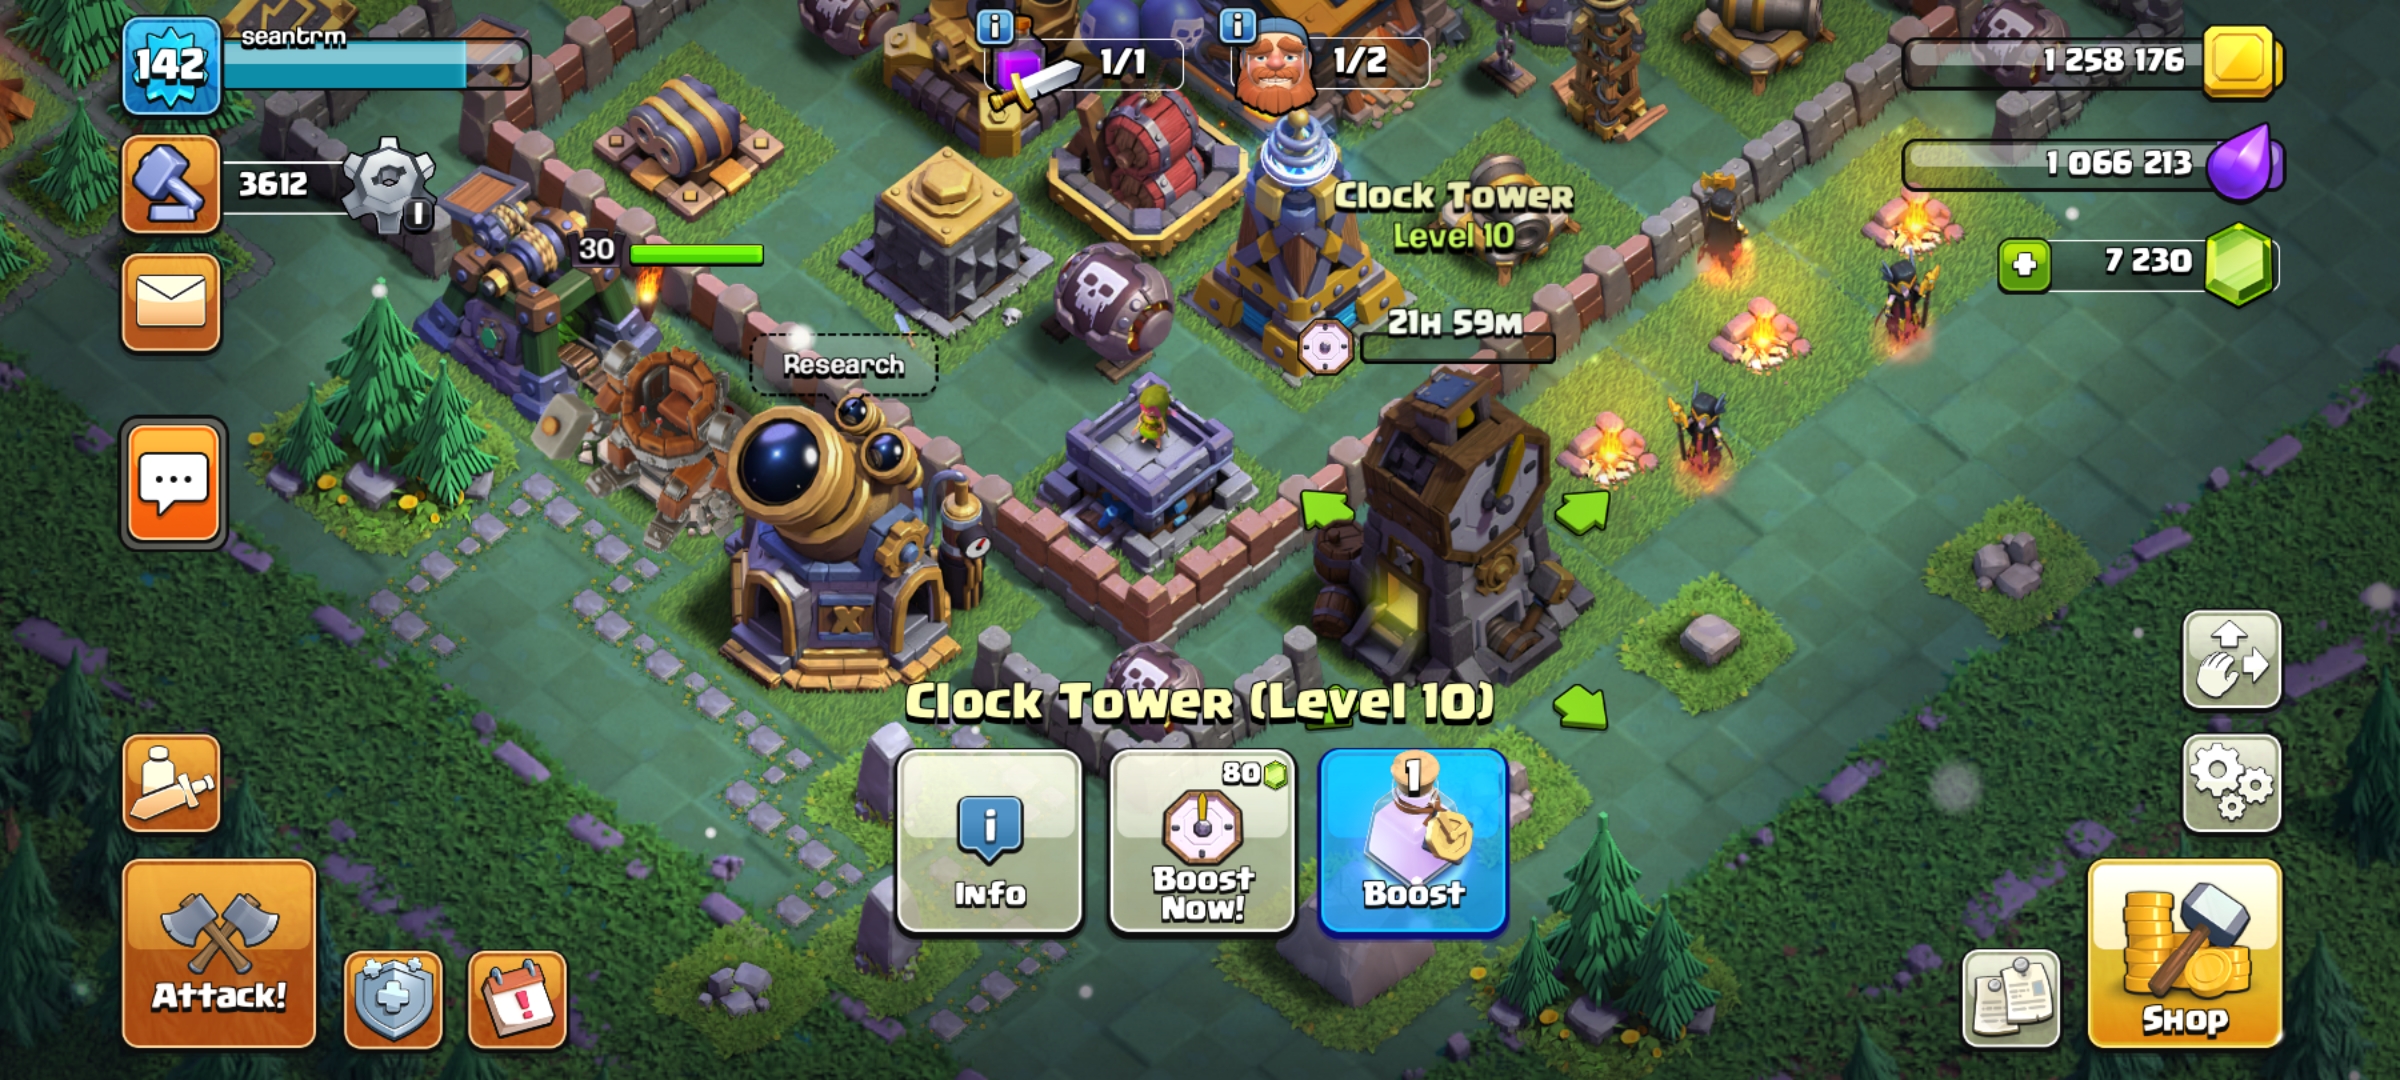 142
seantrm
1/1
1/2
1 258 176
3612
1 066 213
Clock Tower
Level 10
30
7 230
21H 59M
Research
Clock Tower (Level 10)
80
1
Info
Boost
Now!
Boost
Attack!
Shop